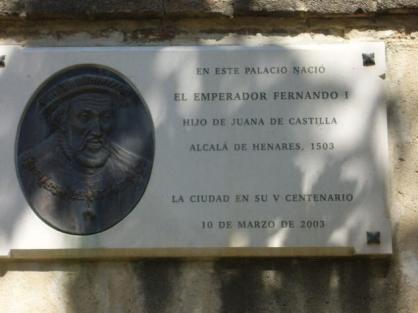 EN ESTE PALACIO NACIÓ
EL EMPERADOR FERNANDO I
HIJO DE JUANA DE CASTILLA
ALCALÁ DE HENARES, 1503
LA CIUDAD EN SU V CENTENARIO
10 DE MARZO DE 2003